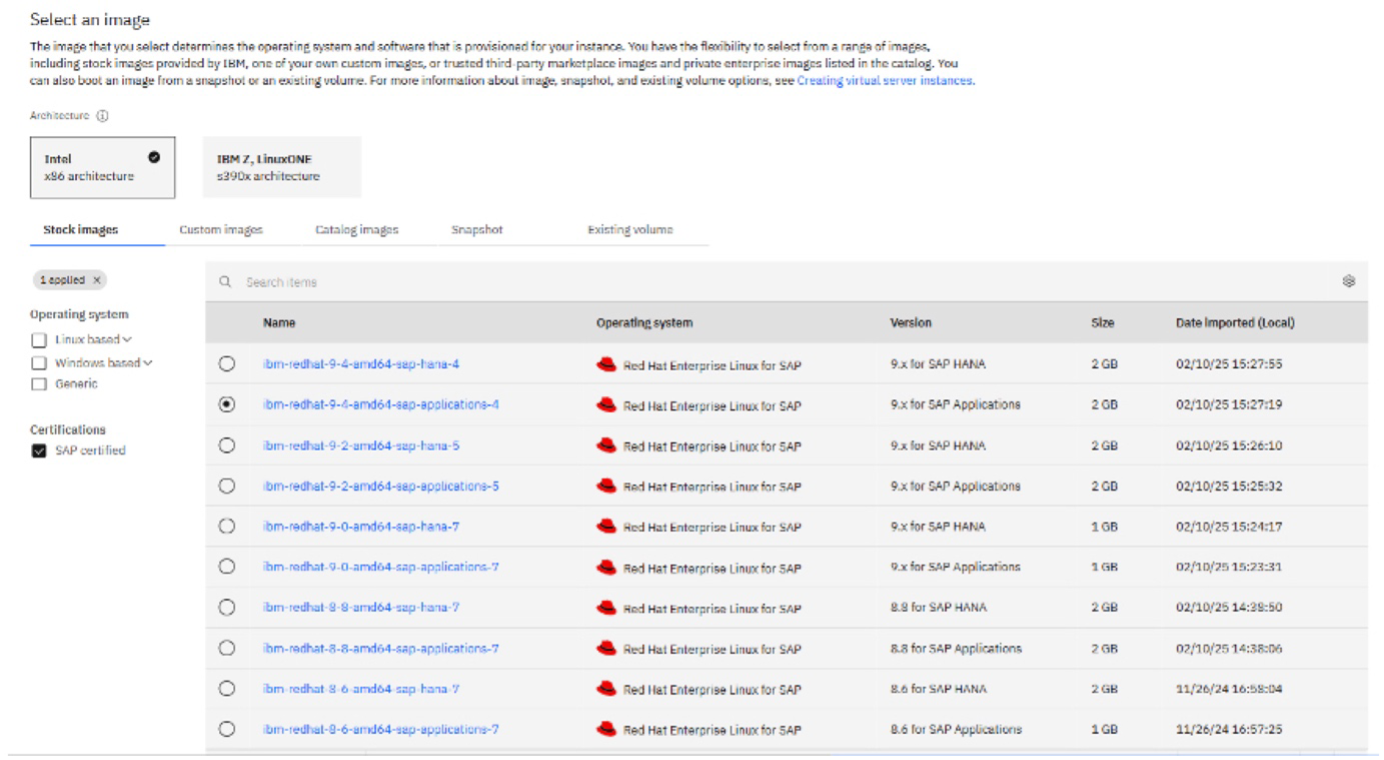 Select an image
The image that you select determines the operating system and software that is provisioned for your instance. You have the flexibility to select from a range of images,
including stock images provided by IBM, one of your own custom images, or trusted third-party marketplace images and private enterprise images listed in the catalog. You
can also boot an image from a snapshot or an existing volume. For more information about image, snapshot, and existing volume options, see Creating virtual server instances.
Architecture
Intel
x86 architecture
IBM Z, LinuxONE
s390x architecture
Stock images Custom images Catalog images Snapshot Existing volume
1 applied ×
Search items
Operating system
Linux based
Windows based
Generic
Certifications
SAP certified
Name Operating system Version Size Date imported (Local)
ibm-redhat-9-4-amd64-sap-hana-4 Red Hat Enterprise Linux for SAP 9.x for SAP HANA 2 GB 02/10/25 15:27:55
ibm-redhat-9-4-amd64-sap-applications-4 Red Hat Enterprise Linux for SAP 9.x for SAP Applications 2 GB 02/10/25 15:27:19
ibm-redhat-9-2-amd64-sap-hana-5 Red Hat Enterprise Linux for SAP 9.x for SAP HANA 2 GB 02/10/25 15:26:10
ibm-redhat-9-2-amd64-sap-applications-5 Red Hat Enterprise Linux for SAP 9.x for SAP Applications 2 GB 02/10/25 15:25:32
ibm-redhat-9-0-amd64-sap-hana-7 Red Hat Enterprise Linux for SAP 9.x for SAP HANA 1 GB 02/10/25 15:24:17
ibm-redhat-9-0-amd64-sap-applications-7 Red Hat Enterprise Linux for SAP 9.x for SAP Applications 1 GB 02/10/25 15:23:31
ibm-redhat-8-8-amd64-sap-hana-7 Red Hat Enterprise Linux for SAP 8.8 for SAP HANA 2 GB 02/10/25 14:38:50
ibm-redhat-8-8-amd64-sap-applications-7 Red Hat Enterprise Linux for SAP 8.8 for SAP Applications 2 GB 02/10/25 14:38:06
ibm-redhat-8-6-amd64-sap-hana-7 Red Hat Enterprise Linux for SAP 8.6 for SAP HANA 2 GB 11/26/24 16:58:04
ibm-redhat-8-6-amd64-sap-applications-7 Red Hat Enterprise Linux for SAP 8.6 for SAP Applications 1 GB 11/26/24 16:57:25